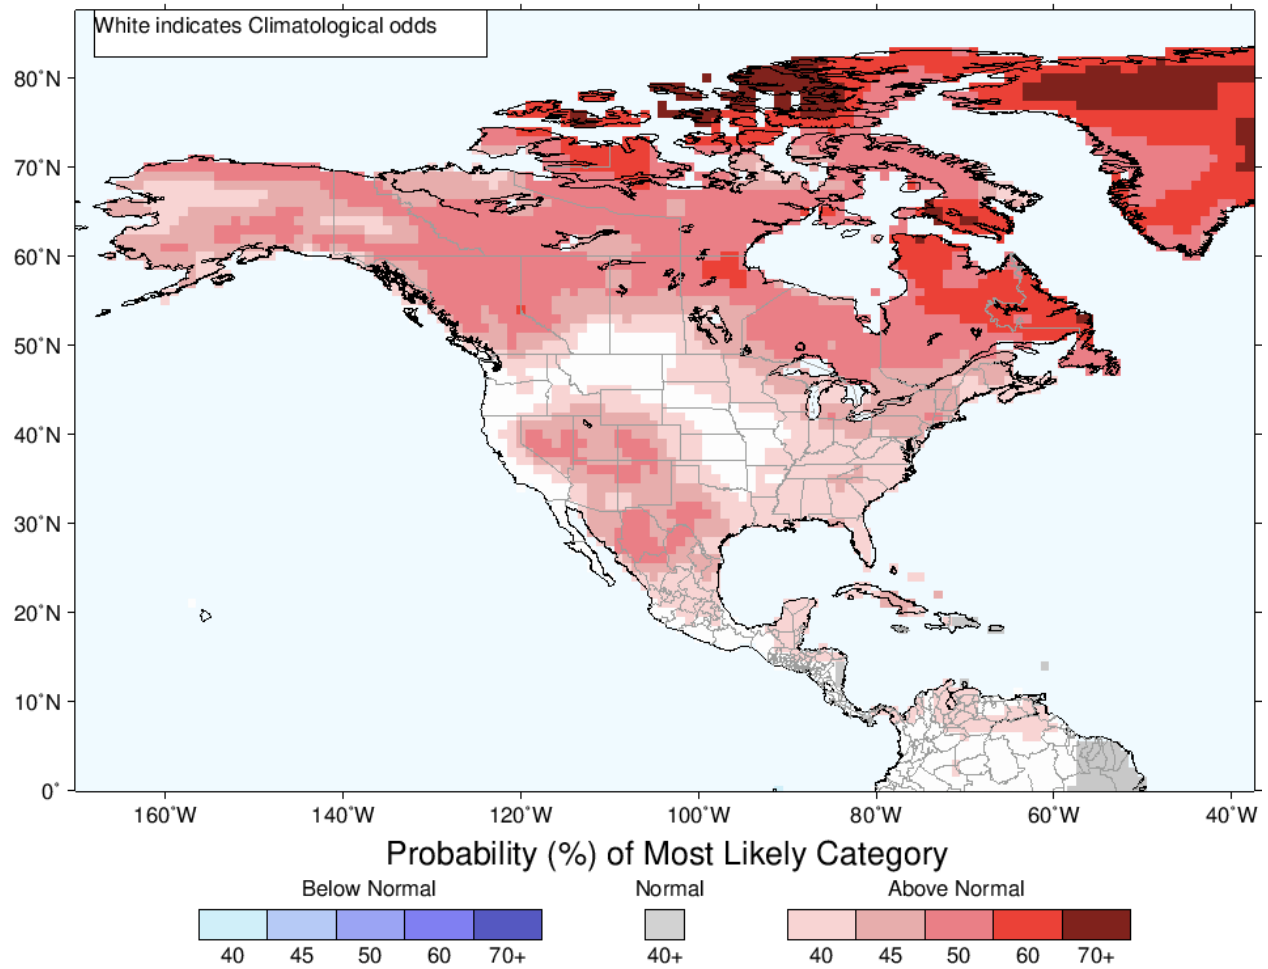 White indicates Climatological odds
80°N
70°N
60°N
50°N
40°N
30°N
20°N
10°N
0°
160°W 140°W 120°W 100°W 80°W 60°W 40°W
Probability (%) of Most Likely Category
Below Normal Normal Above Normal
40 45 50 60 70+ 40+ 40 45 50 60 70+